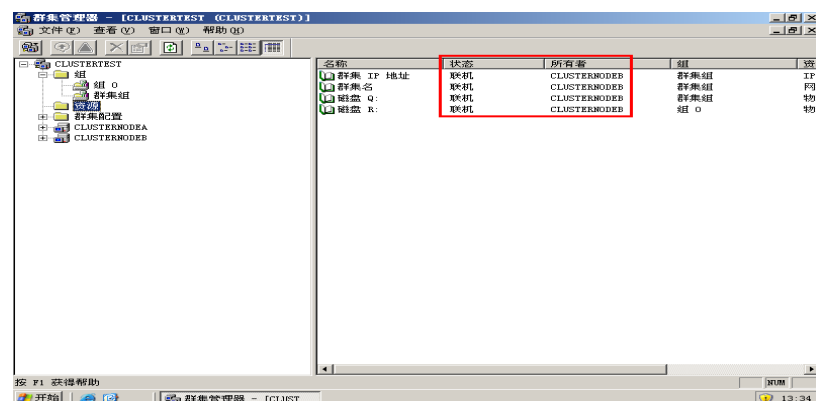 群集管理器 - [CLUSTERTEST (CLUSTERTEST)]
文件(F) 查看(V) 窗口(W) 帮助(H)
CLUSTERTEST
组
组 0
群集组
资源
群集配置
CLUSTERNODEA
CLUSTERNODEB
名称 状态 所有者 组 资
群集 IP 地址 联机 CLUSTERNODEB 群集组 IP
群集名 联机 CLUSTERNODEB 群集组 网
磁盘 Q: 联机 CLUSTERNODEB 群集组 物
磁盘 R: 联机 CLUSTERNODEB 组 0 物
按 F1 获得帮助 NUM
开始 群集管理器 - [CLUST 13:34